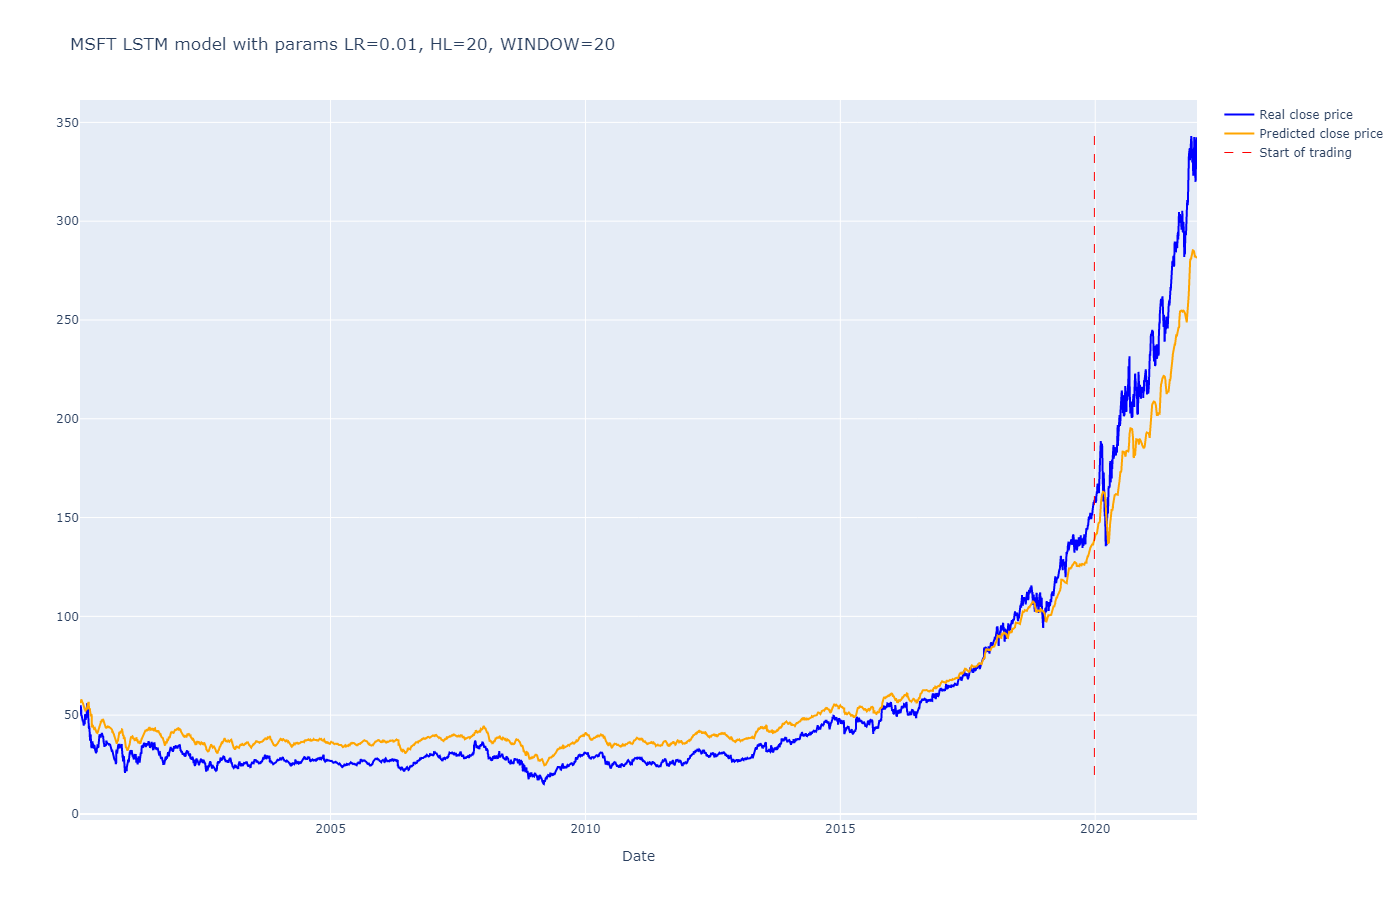 MSFT LSTM model with params LR=0.01, HL=20, WINDOW=20
350
300
250
200
150
100
50
0
2005
2010
2015
2020
Date
Real close price
Predicted close price
Start of trading